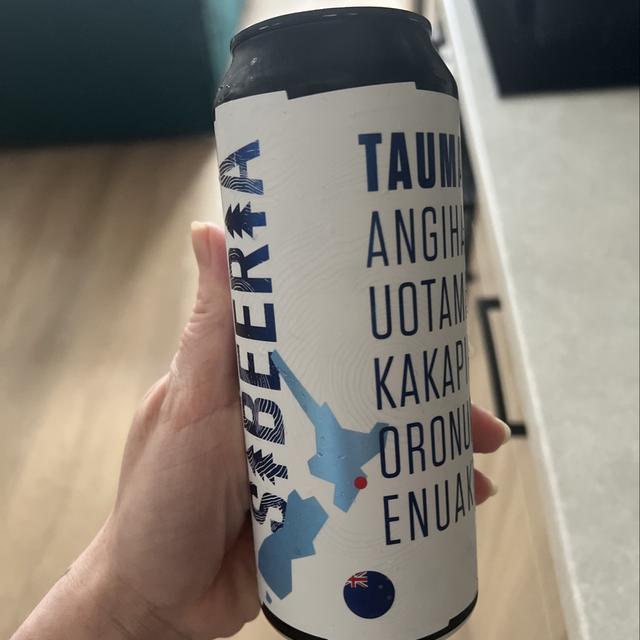 SIBEERIA
TAUM
ANGIHA
UOTAM
KAKAP
ORONU
ENUAK